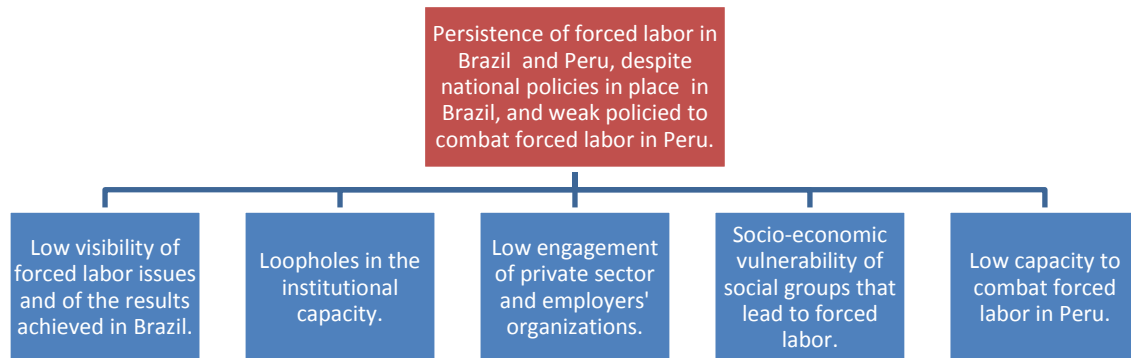 Persistence of forced labor in
Brazil and Peru, despite
national policies in place in
Brazil, and weak policied to
combat forced labor in Peru.
Low visibility of
forced labor issues
and of the results
achieved in Brazil.
Loopholes in the
institutional
capacity.
Low engagement
of private sector
and employers'
organizations.
Socio-economic
vulnerability of
social groups that
lead to forced
labor.
Low capacity to
combat forced
labor in Peru.